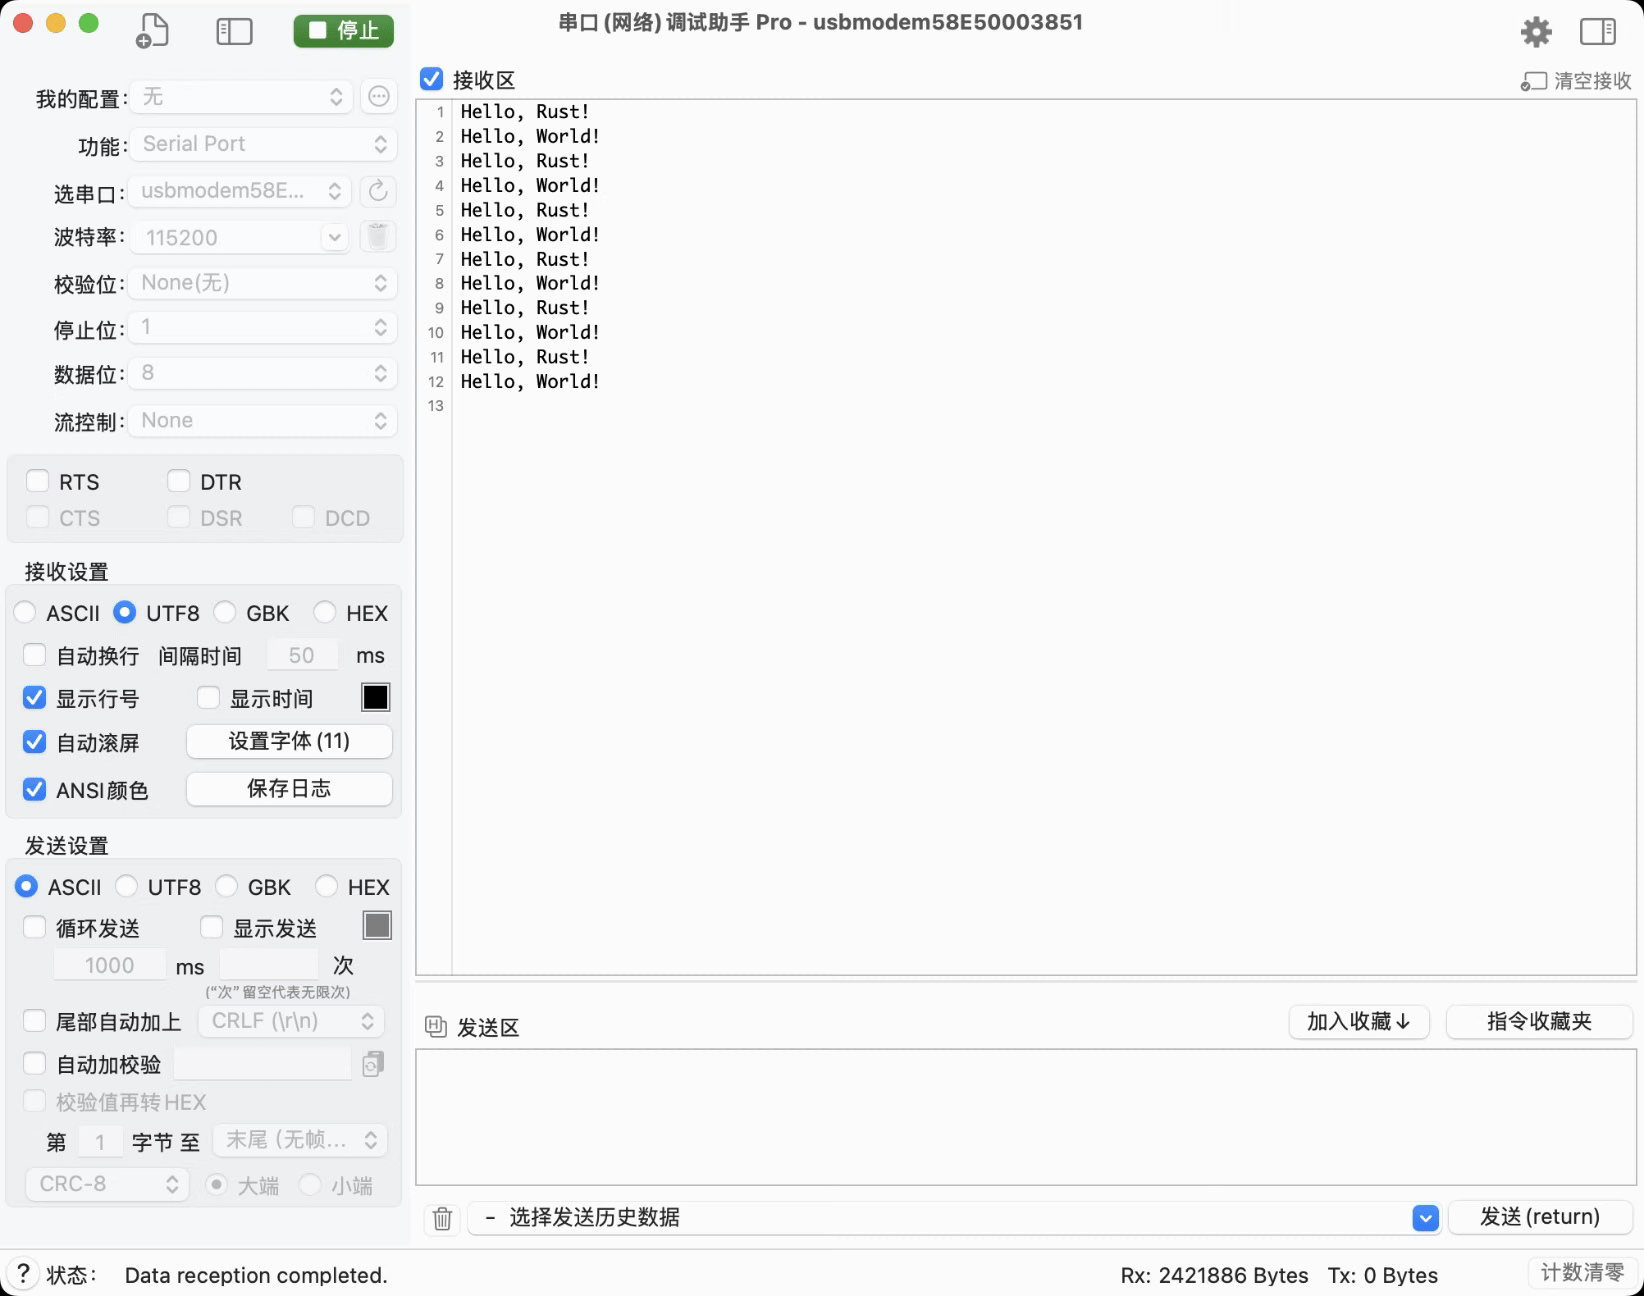 停止
串口(网络)调试助手 Pro - usbmodem58E50003851
我的配置:
无
功能:
Serial Port
选串口:
usbmodem58E...
波特率:
115200
校验位:
None(无)
停止位:
1
数据位:
8
流控制:
None
RTS
DTR
CTS
DSR
DCD
接收设置
ASCII
UTF8
GBK
HEX
自动换行
间隔时间
50
ms
显示行号
显示时间
自动滚屏
设置字体(11)
ANSI颜色
保存日志
发送设置
ASCII
UTF8
GBK
HEX
循环发送
显示发送
1000
ms
次
(“次”留空代表无限次)
尾部自动加上
CRLF (\r\n)
自动加校验
校验值再转HEX
第
1
字节 至
末尾 (无帧...
CRC-8
大端
小端
接收区
清空接收
1 Hello, Rust!
2 Hello, World!
3 Hello, Rust!
4 Hello, World!
5 Hello, Rust!
6 Hello, World!
7 Hello, Rust!
8 Hello, World!
9 Hello, Rust!
10 Hello, World!
11 Hello, Rust!
12 Hello, World!
13
发送区
加入收藏↓
指令收藏夹
- 选择发送历史数据
发送(return)
?
状态:
Data reception completed.
Rx: 2421886 Bytes
Tx: 0 Bytes
计数清零